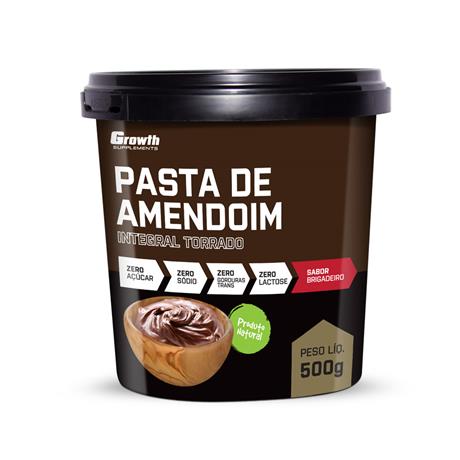 Growth
SUPPLEMENTS
PASTA DE
AMENDOIM
INTEGRAL TORRADO
ZERO
AÇÚCAR
ZERO
SÓDIO
ZERO
GORDURAS
TRANS
ZERO
LACTOSE
SABOR
BRIGADEIRO
Produto
Natural
PESO LÍQ.
500g